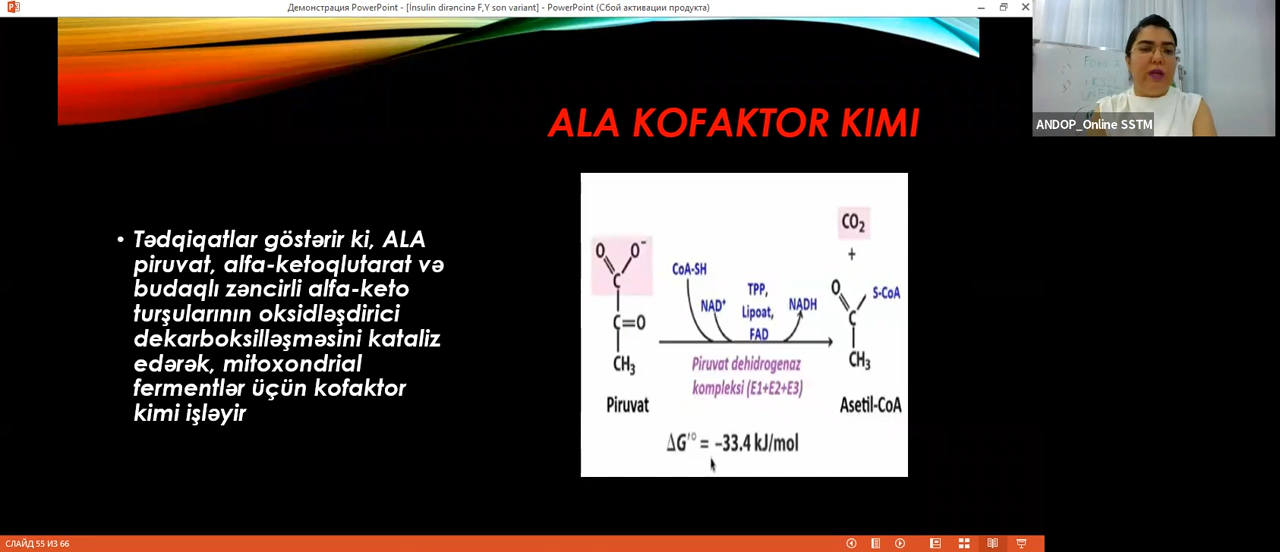 Демонстрация PowerPoint - [İnsulin dirəncinə F,Y son variant] - PowerPoint (Сбой активации продукта)
ANDOP_Online SSTM
ALA KOFAKTOR KIMI
• Tədqiqatlar göstərir ki, ALA
piruvat, alfa-ketoqlutarat və
budaqlı zəncirli alfa-keto
turşularının oksidləşdirici
dekarboksilləşməsini kataliz
edərək, mitoxondrial
fermentlər üçün kofaktor
kimi işləyir
CO₂
+
O O⁻
C
C=O
CH₃
Piruvat
CoA-SH
NAD⁺
TPP,
Lipoat,
FAD
NADH
Piruvat dehidrogenaz
kompleksi (E1+E2+E3)
O S-CoA
C
CH₃
Asetil-CoA
ΔG'° = –33.4 kJ/mol
СЛАЙД 55 ИЗ 66